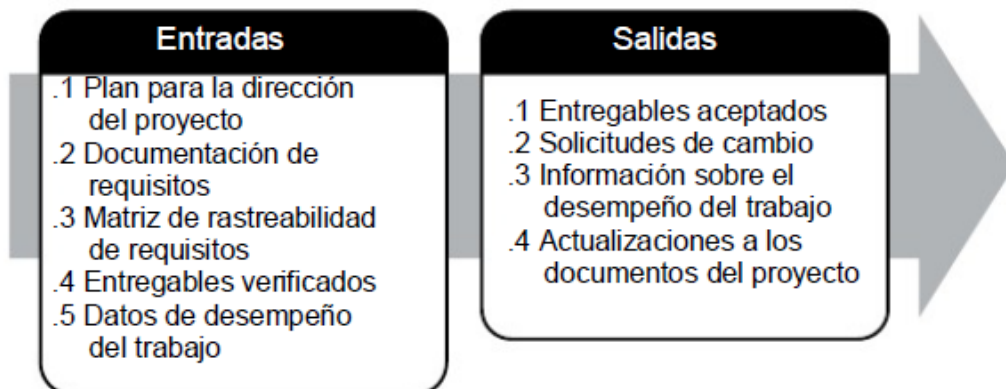 Entradas
.1 Plan para la dirección
del proyecto
.2 Documentación de
requisitos
.3 Matriz de rastreabilidad
de requisitos
.4 Entregables verificados
.5 Datos de desempeño
del trabajo
Salidas
.1 Entregables aceptados
.2 Solicitudes de cambio
.3 Información sobre el
desempeño del trabajo
.4 Actualizaciones a los
documentos del proyecto